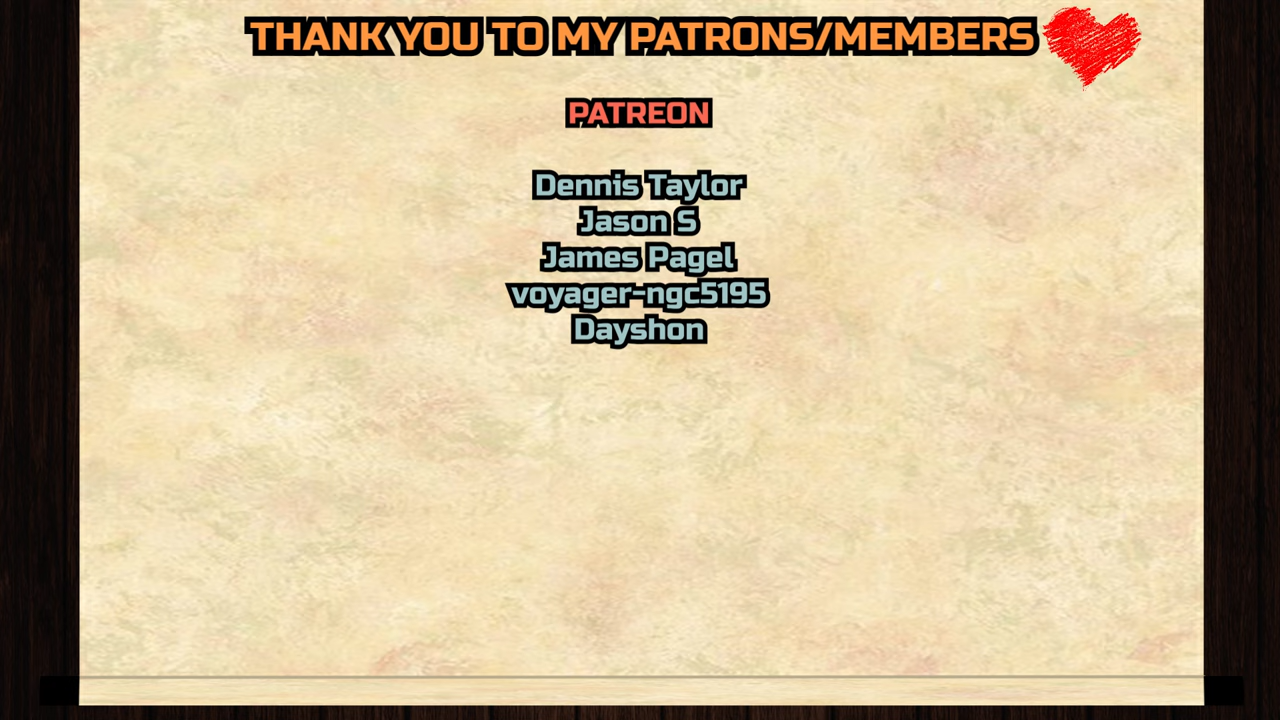 THANK YOU TO MY PATRONS/MEMBERS
PATREON
Dennis Taylor
Jason S
James Pagel
voyager-ngc5195
Dayshon